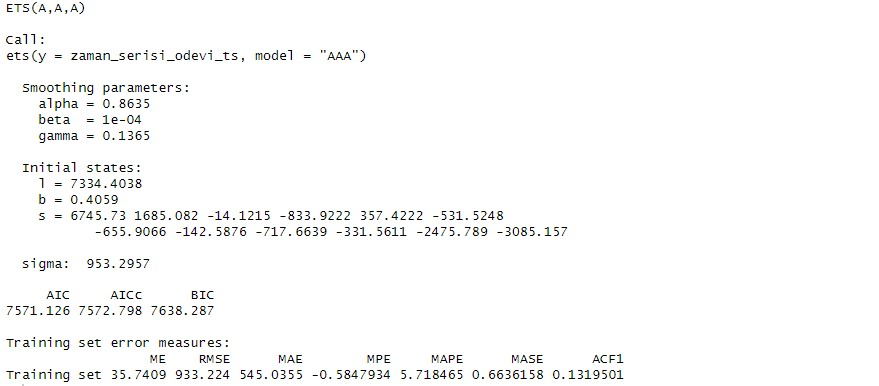 ETS(A,A,A)
Call:
ets(y = zaman_serisi_odevi_ts, model = "AAA")
Smoothing parameters:
alpha = 0.8635
beta = 1e-04
gamma = 0.1365
Initial states:
l = 7334.4038
b = 0.4059
s = 6745.73 1685.082 -14.1215 -833.9222 357.4222 -531.5248
-655.9066 -142.5876 -717.6639 -331.5611 -2475.789 -3085.157
sigma: 953.2957
AIC AICc BIC
7571.126 7572.798 7638.287
Training set error measures:
ME RMSE MAE MPE MAPE MASE ACF1
Training set 35.7409 933.224 545.0355 -0.5847934 5.718465 0.6636158 0.1319501